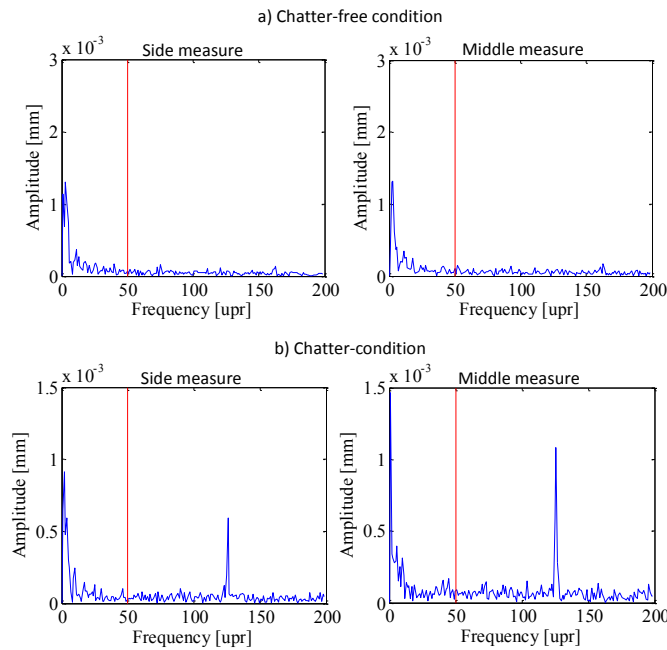 a) Chatter-free condition
x 10-3 Side measure
3
2
1
0
Amplitude [mm]
0 50 100 150 200
Frequency [upr]
x 10-3 Middle measure
3
2
1
0
Amplitude [mm]
0 50 100 150 200
Frequency [upr]
b) Chatter-condition
x 10-3 Side measure
1.5
1
0.5
0
Amplitude [mm]
0 50 100 150 200
Frequency [upr]
x 10-3 Middle measure
1.5
1
0.5
0
Amplitude [mm]
0 50 100 150 200
Frequency [upr]